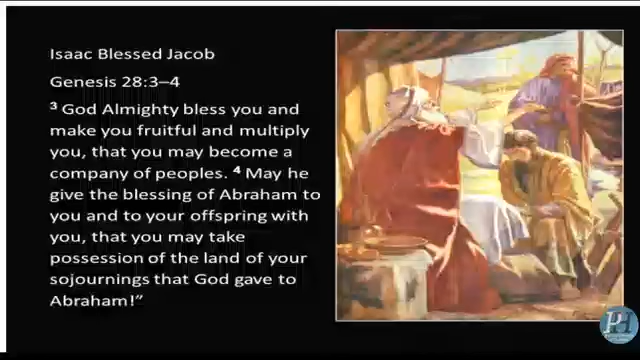 Isaac Blessed Jacob
Genesis 28:3–4
³ God Almighty bless you and
make you fruitful and multiply
you, that you may become a
company of peoples. ⁴ May he
give the blessing of Abraham to
you and to your offspring with
you, that you may take
possession of the land of your
sojournings that God gave to
Abraham!”
PH